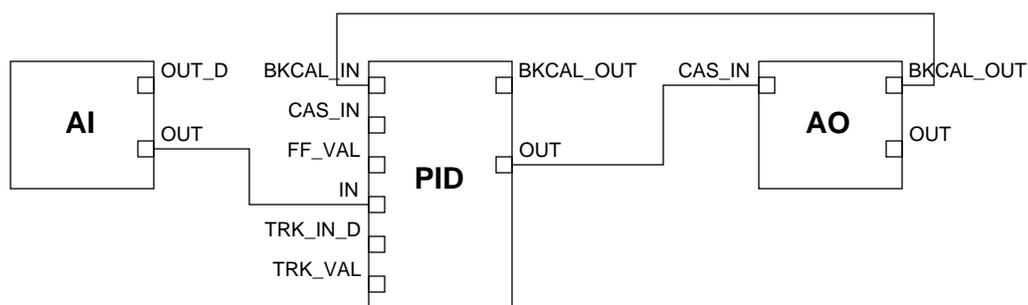 OUT_D
AI
OUT
BKCAL_IN
CAS_IN
FF_VAL
IN
TRK_IN_D
TRK_VAL
PID
BKCAL_OUT
OUT
CAS_IN
AO
BKCAL_OUT
OUT